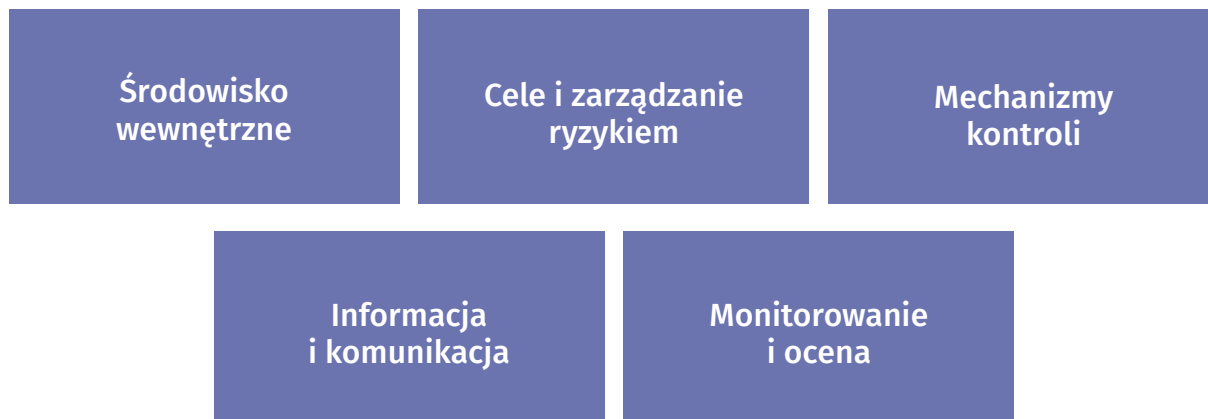 Środowisko
wewnętrzne
Cele i zarządzanie
ryzykiem
Mechanizmy
kontroli
Informacja
i komunikacja
Monitorowanie
i ocena